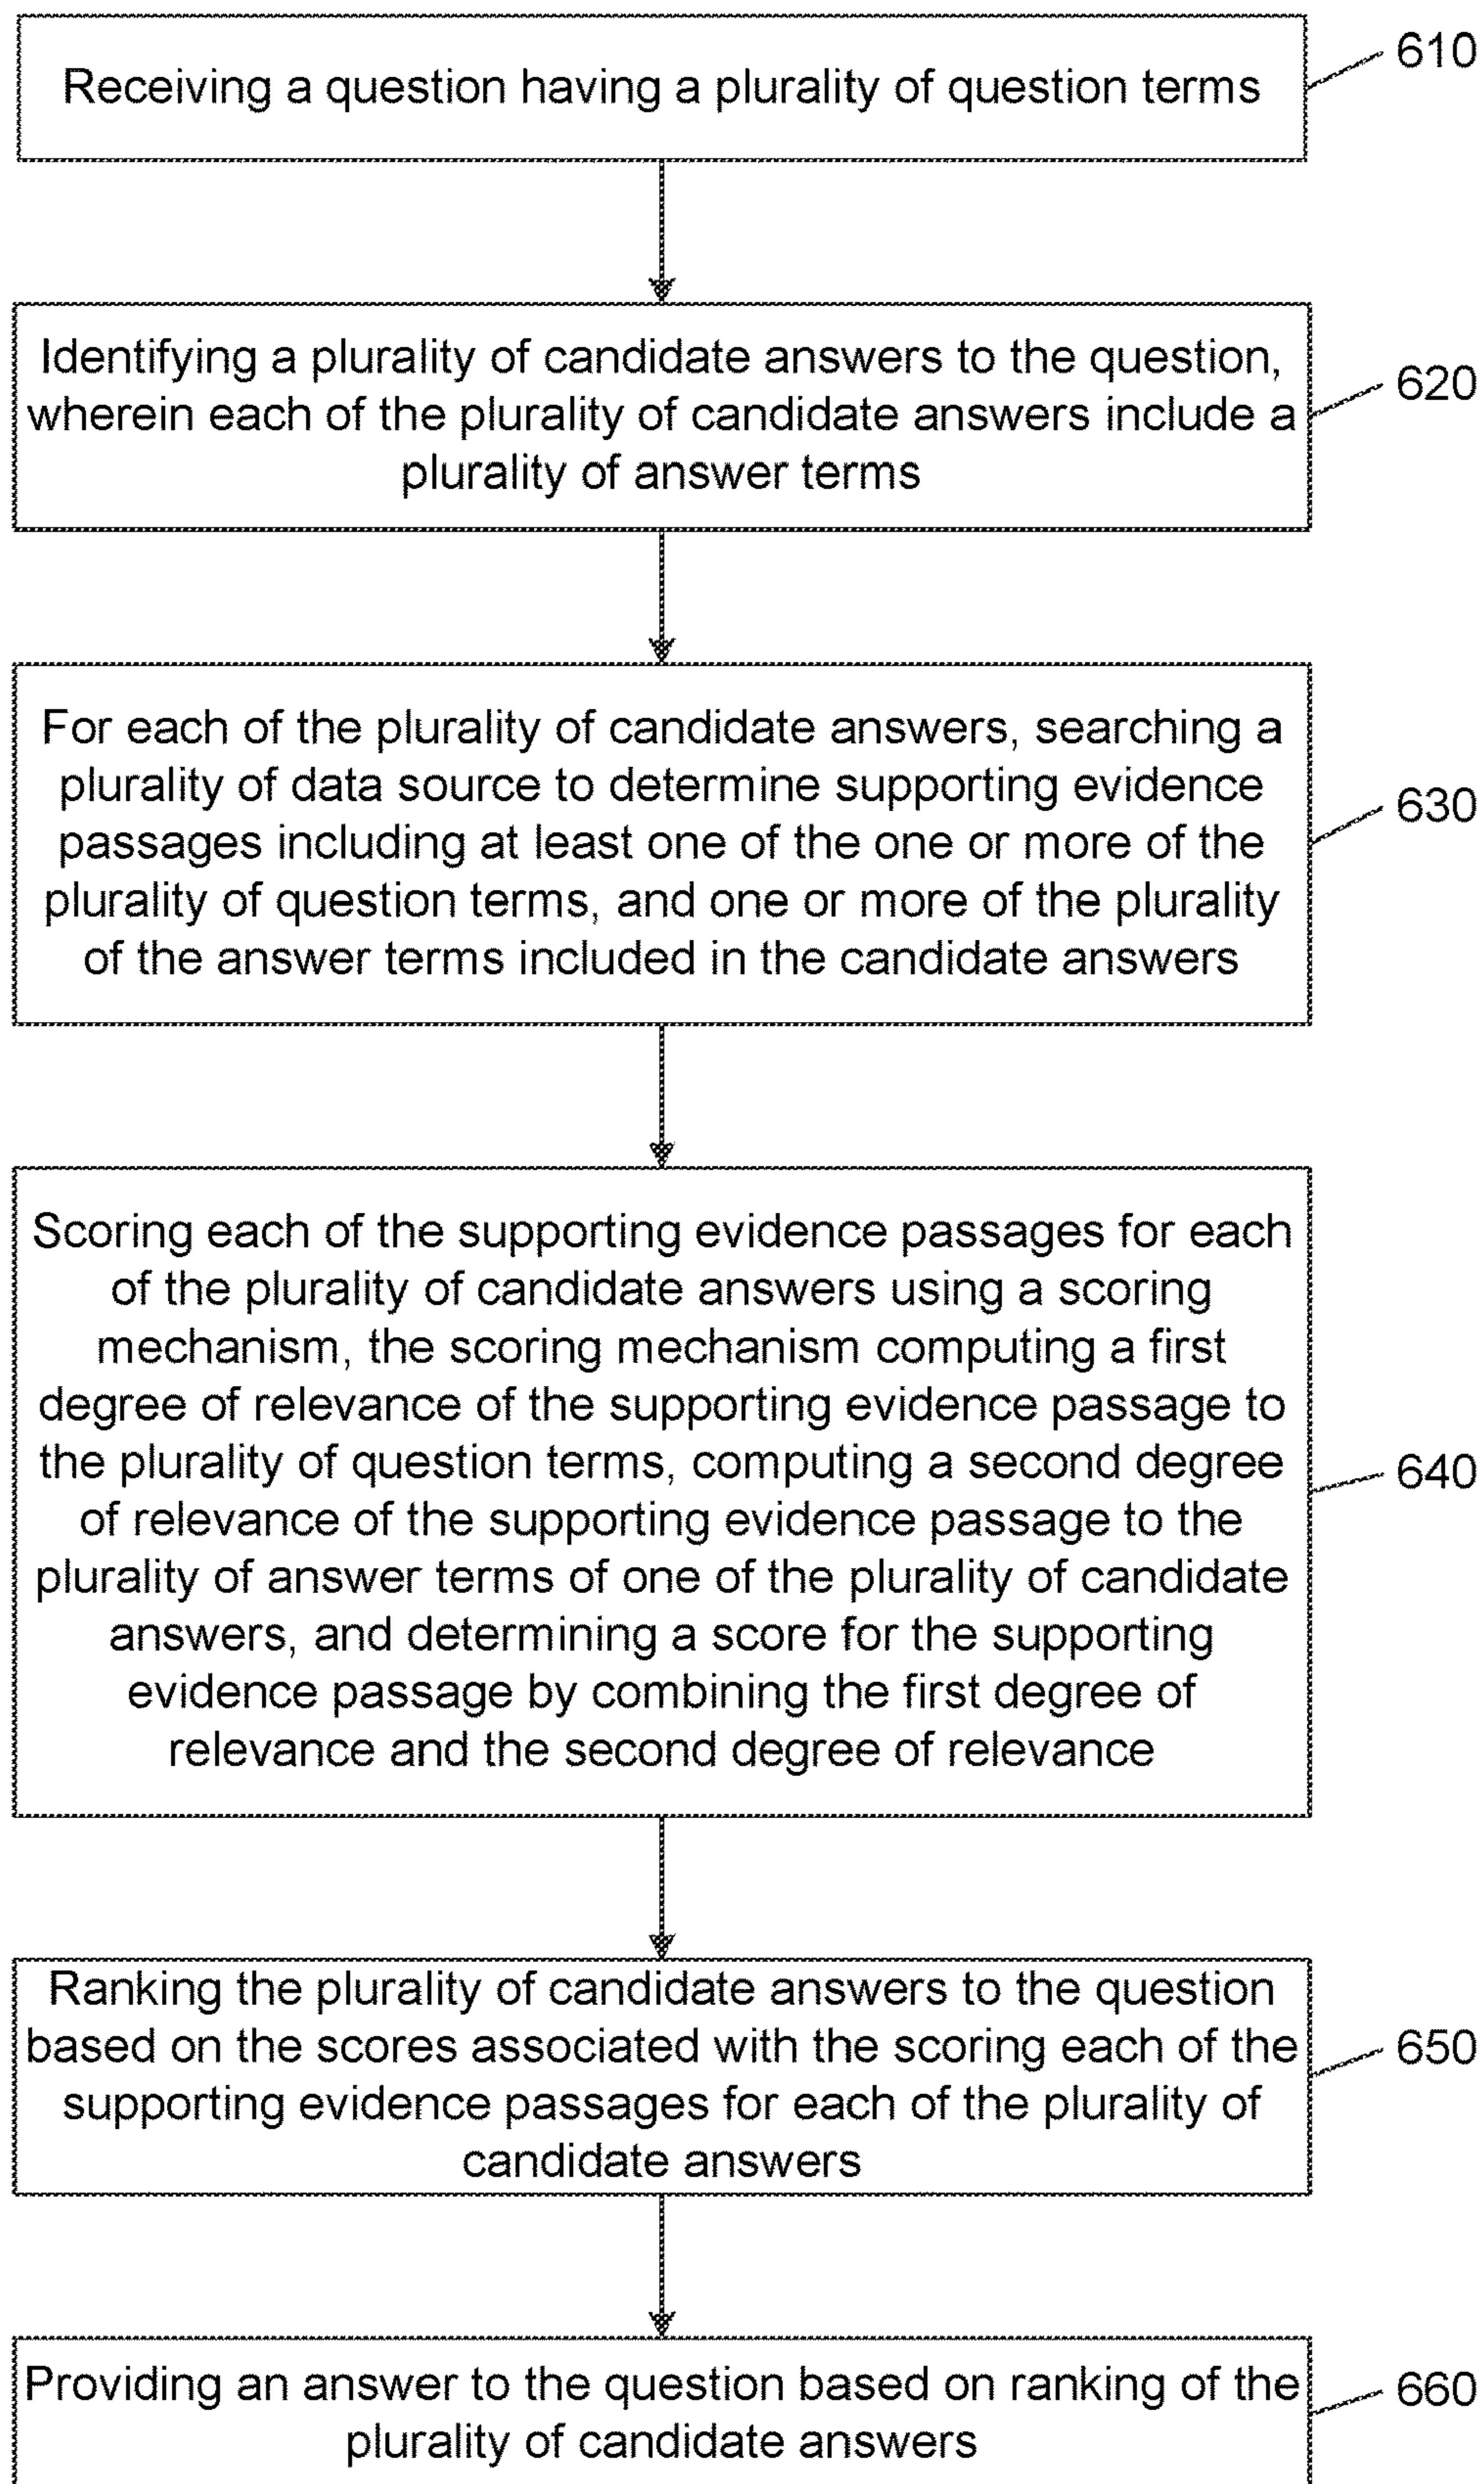 Receiving a question having a plurality of question terms
610
Identifying a plurality of candidate answers to the question,
wherein each of the plurality of candidate answers include a
plurality of answer terms
620
For each of the plurality of candidate answers, searching a
plurality of data source to determine supporting evidence
passages including at least one of the one or more of the
plurality of question terms, and one or more of the plurality
of the answer terms included in the candidate answers
630
Scoring each of the supporting evidence passages for each
of the plurality of candidate answers using a scoring
mechanism, the scoring mechanism computing a first
degree of relevance of the supporting evidence passage to
the plurality of question terms, computing a second degree
of relevance of the supporting evidence passage to the
plurality of answer terms of one of the plurality of candidate
answers, and determining a score for the supporting
evidence passage by combining the first degree of
relevance and the second degree of relevance
640
Ranking the plurality of candidate answers to the question
based on the scores associated with the scoring each of the
supporting evidence passages for each of the plurality of
candidate answers
650
Providing an answer to the question based on ranking of the
plurality of candidate answers
660